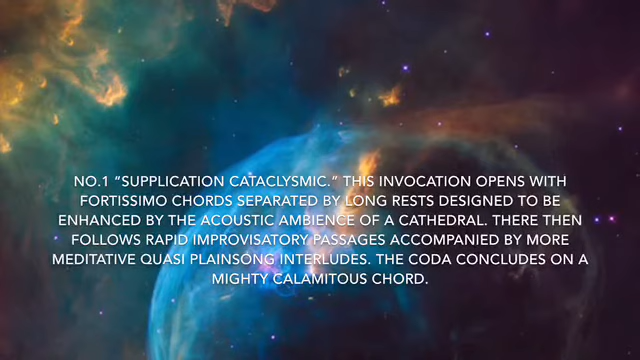 NO.1 “SUPPLICATION CATACLYSMIC.” THIS INVOCATION OPENS WITH
FORTISSIMO CHORDS SEPARATED BY LONG RESTS DESIGNED TO BE
ENHANCED BY THE ACOUSTIC AMBIENCE OF A CATHEDRAL. THERE THEN
FOLLOWS RAPID IMPROVISATORY PASSAGES ACCOMPANIED BY MORE
MEDITATIVE QUASI PLAINSONG INTERLUDES. THE CODA CONCLUDES ON A
MIGHTY CALAMITOUS CHORD.